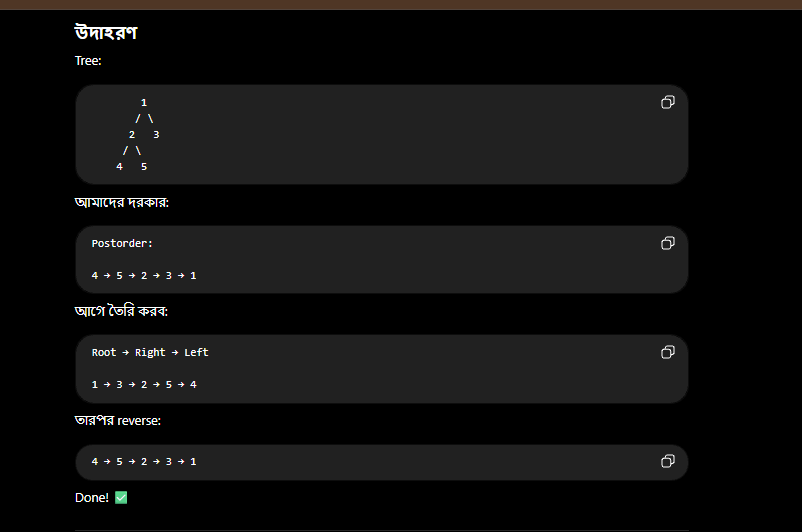 উদাহরণ
Tree:
1
/ \
2 3
/ \
4 5
আমাদের দরকার:
Postorder:
4 → 5 → 2 → 3 → 1
আগে তৈরি করব:
Root → Right → Left
1 → 3 → 2 → 5 → 4
তারপর reverse:
4 → 5 → 2 → 3 → 1
Done! ✅